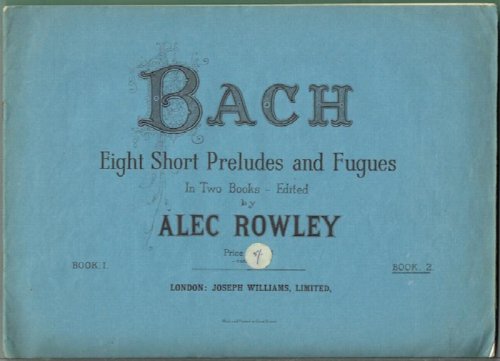 BACH
Eight Short Preludes and Fugues
In Two Books - Edited
by
ALEC ROWLEY
Price
BOOK 1.
BOOK 2.
LONDON: JOSEPH WILLIAMS, LIMITED,